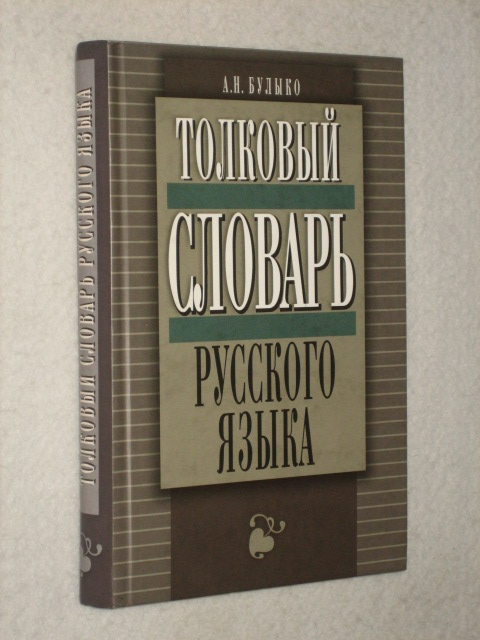 А.Н. БУЛЫКО
ТОЛКОВЫЙ
СЛОВАРЬ
РУССКОГО
ЯЗЫКА
ТОЛКОВЫЙ СЛОВАРЬ РУССКОГО ЯЗЫКА